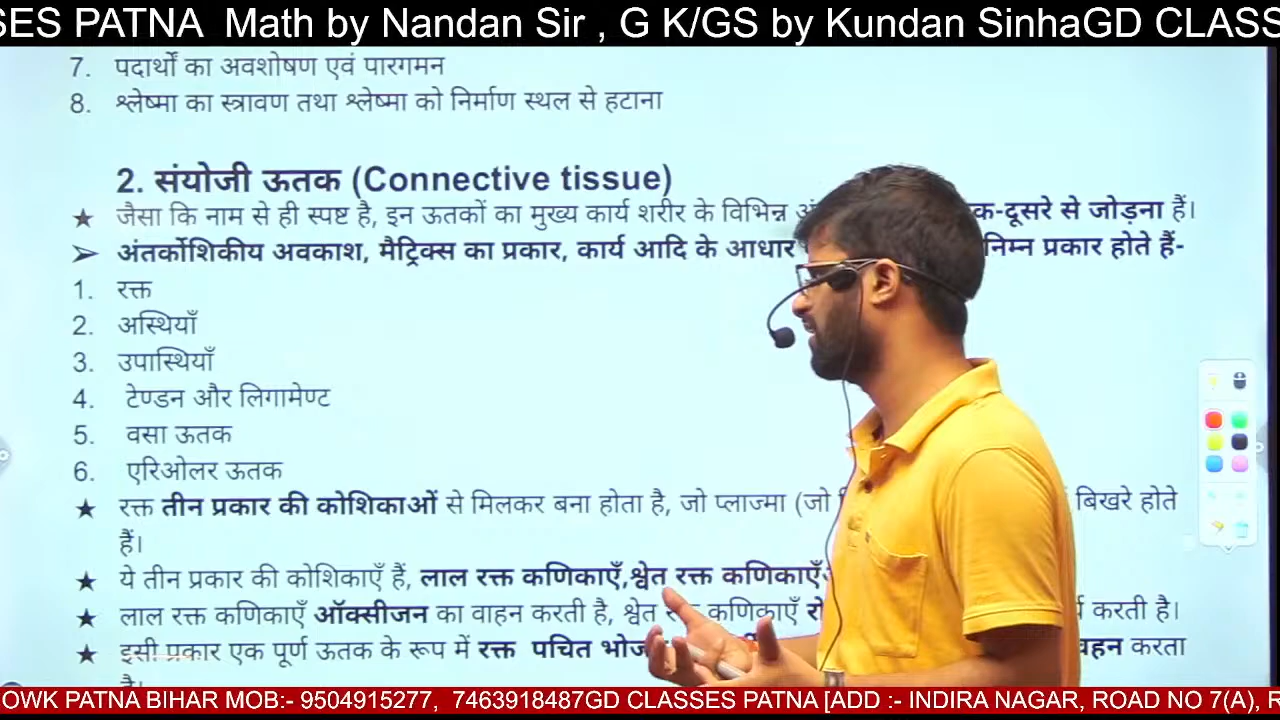 SES PATNA Math by Nandan Sir , G K/GS by Kundan SinhaGD CLASS
7. पदार्थों का अवशोषण एवं पारगमन
8. श्लेष्मा का स्त्रावण तथा श्लेष्मा को निर्माण स्थल से हटाना
2. संयोजी ऊतक (Connective tissue)
★ जैसा कि नाम से ही स्पष्ट है, इन ऊतकों का मुख्य कार्य शरीर के विभिन्न क-दूसरे से जोड़ना हैं।
➢ अंतर्कोशिकीय अवकाश, मैट्रिक्स का प्रकार, कार्य आदि के आधार निम्न प्रकार होते हैं-
1. रक्त
2. अस्थियाँ
3. उपास्थियाँ
4. टेण्डन और लिगामेण्ट
5. वसा ऊतक
6. एरिओलर ऊतक
★ रक्त तीन प्रकार की कोशिकाओं से मिलकर बना होता है, जो प्लाज्मा (जो बिखरे होते
हैं।
★ ये तीन प्रकार की कोशिकाएँ हैं, लाल रक्त कणिकाएँ,श्वेत रक्त कणिकाएँ
★ लाल रक्त कणिकाएँ ऑक्सीजन का वाहन करती है, श्वेत कणिकाएँ करती है।
★ इसी प्रकार एक पूर्ण ऊतक के रूप में रक्त पचित वहन करता
है।
OWK PATNA BIHAR MOB:- 9504915277, 7463918487GD CLASSES PATNA [ADD :- INDIRA NAGAR, ROAD NO 7(A), R